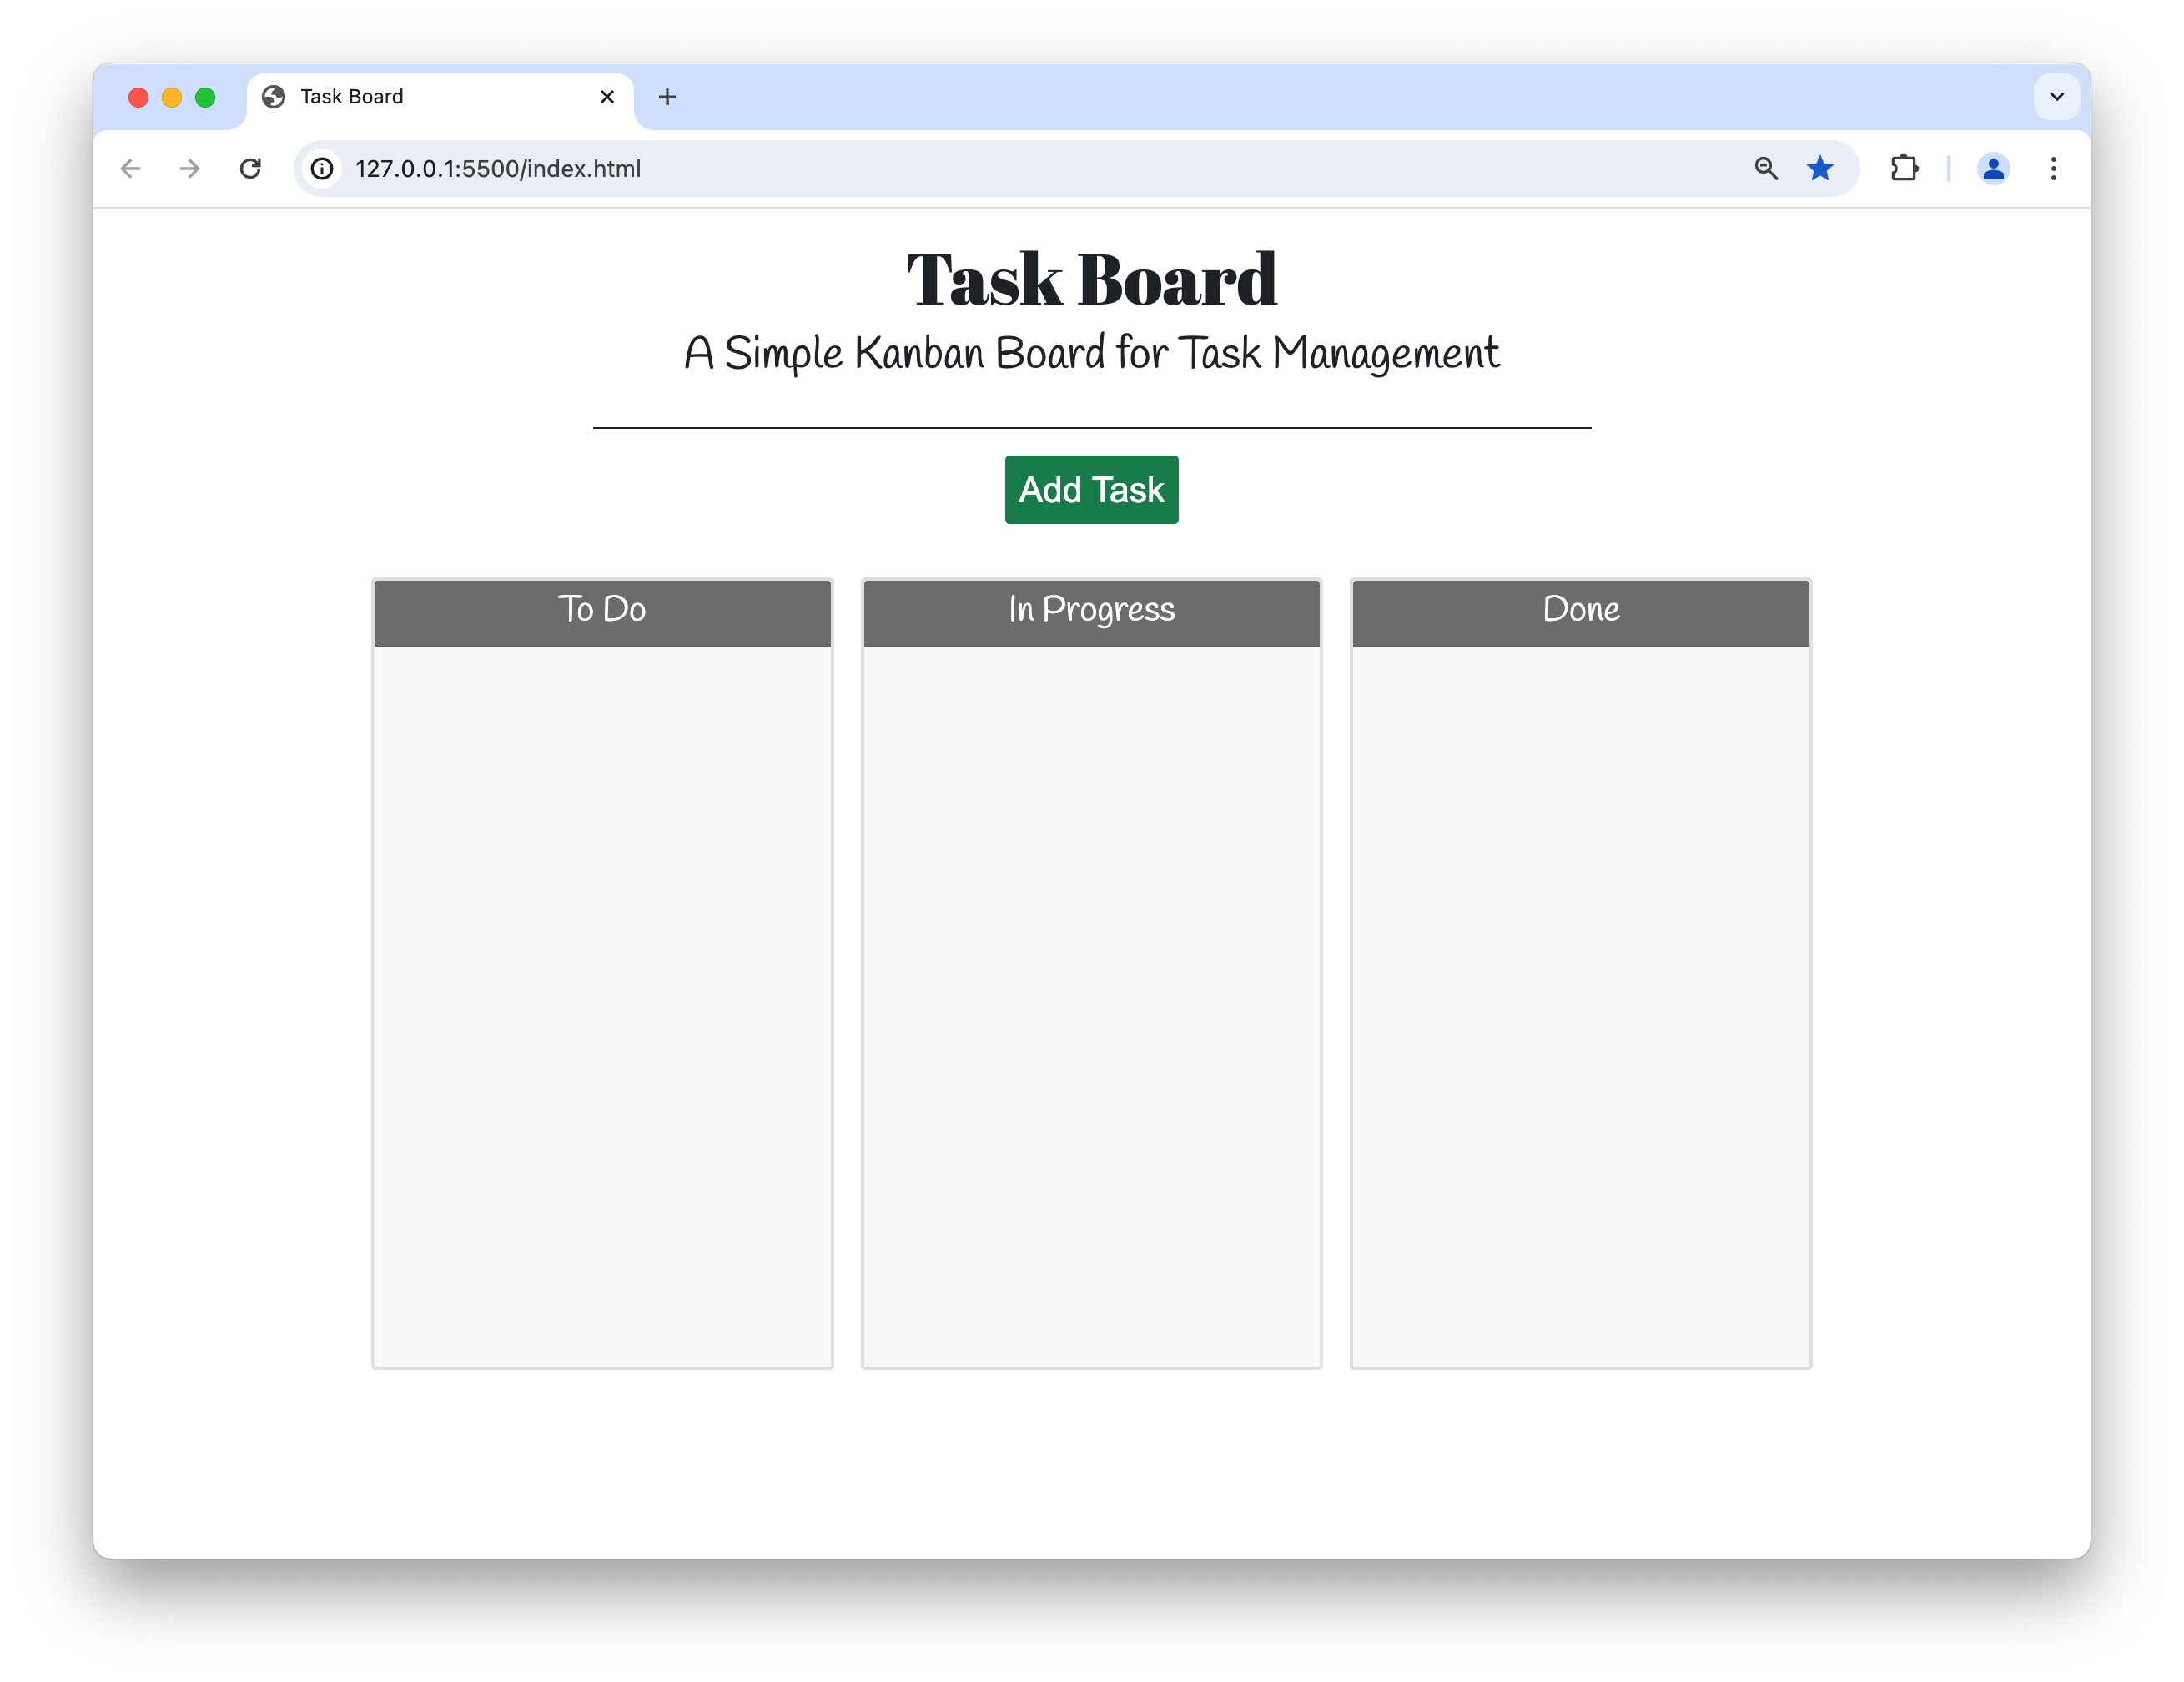 Task Board
127.0.0.1:5500/index.html
Task Board
A Simple Kanban Board for Task Management
Add Task
To Do
In Progress
Done